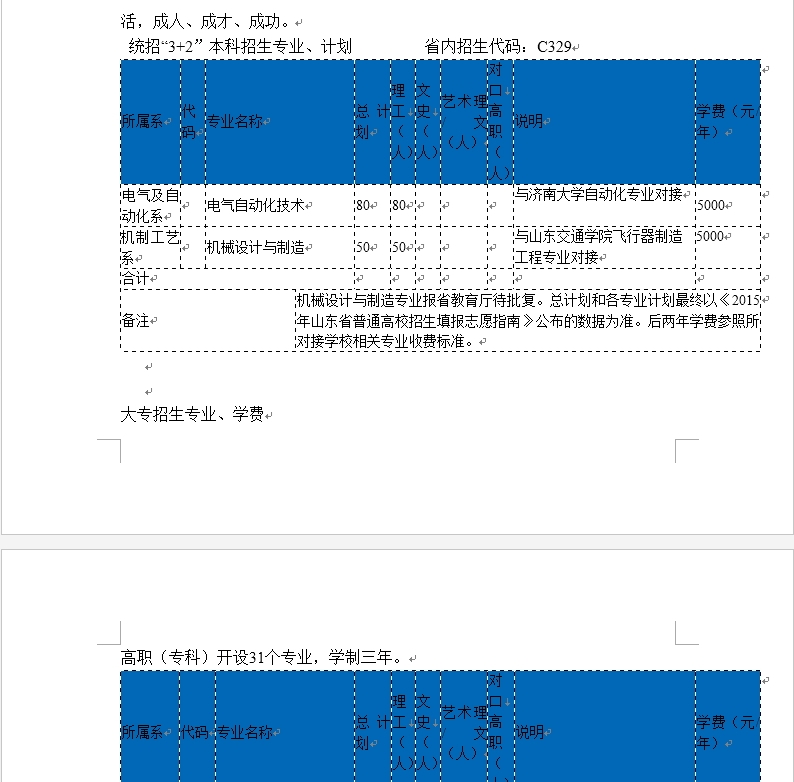 活，成人、成才、成功。
统招“3+2”本科招生专业、计划 省内招生代码：C329
所属系 代码 专业名称 总计划 理工（人） 文史（人） 艺术理文（人） 对口高职（人） 说明 学费（元年）
电气及自动化系 电气自动化技术 80 80 与济南大学自动化专业对接 5000
机制工艺系 机械设计与制造 50 50 与山东交通学院飞行器制造工程专业对接 5000
合计
备注 机械设计与制造专业报省教育厅待批复。总计划和各专业计划最终以《2015
年山东省普通高校招生填报志愿指南》公布的数据为准。后两年学费参照所
对接学校相关专业收费标准。
大专招生专业、学费
高职（专科）开设31个专业，学制三年。
所属系 代码 专业名称 总计划 理工（人） 文史（人） 艺术理文（人） 对口高职（ 说明 学费（元年）